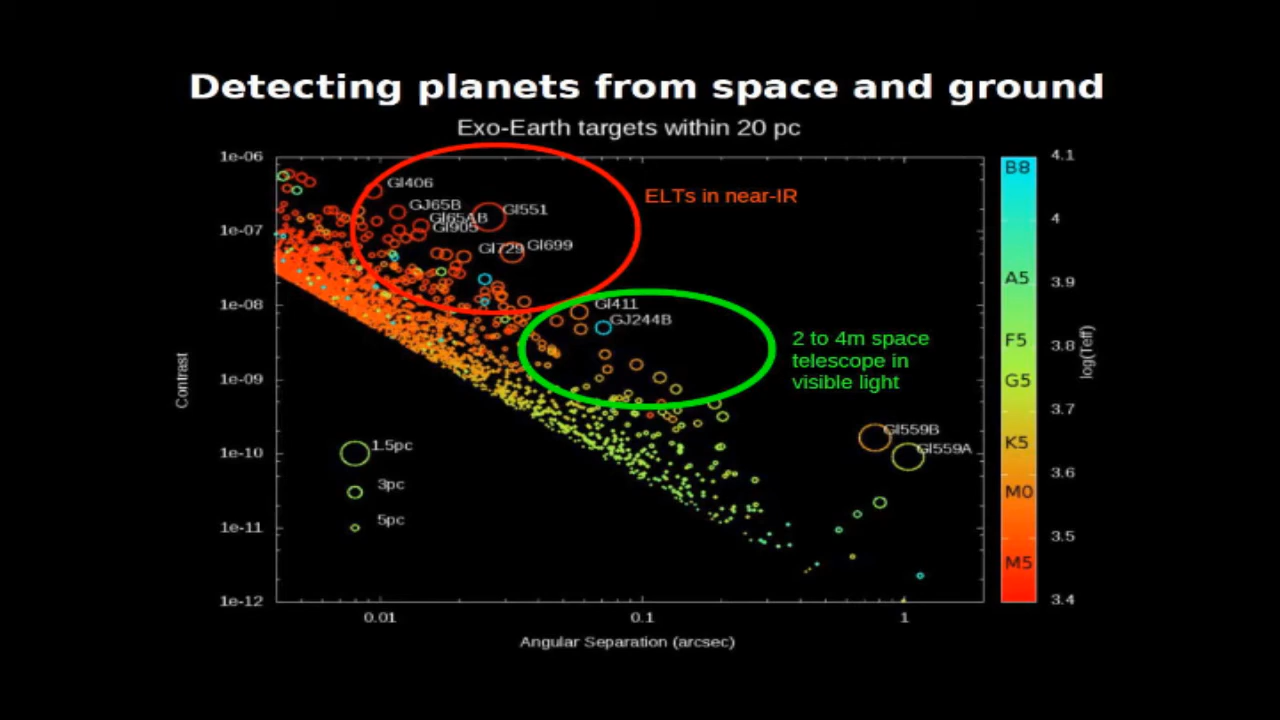 Detecting planets from space and ground
Exo-Earth targets within 20 pc
1e-06
1e-07
1e-08
1e-09
1e-10
1e-11
1e-12
Contrast
Gl406
GJ65B
Gl65AB
Gl905
Gl551
Gl729
Gl699
ELTs in near-IR
Gl411
GJ244B
2 to 4m space
telescope in
visible light
Gl559B
Gl559A
1.5pc
3pc
5pc
0.01
0.1
1
Angular Separation (arcsec)
B8
A5
F5
G5
K5
M0
M5
4.1
4
3.9
3.8
3.7
3.6
3.5
3.4
log(Teff)